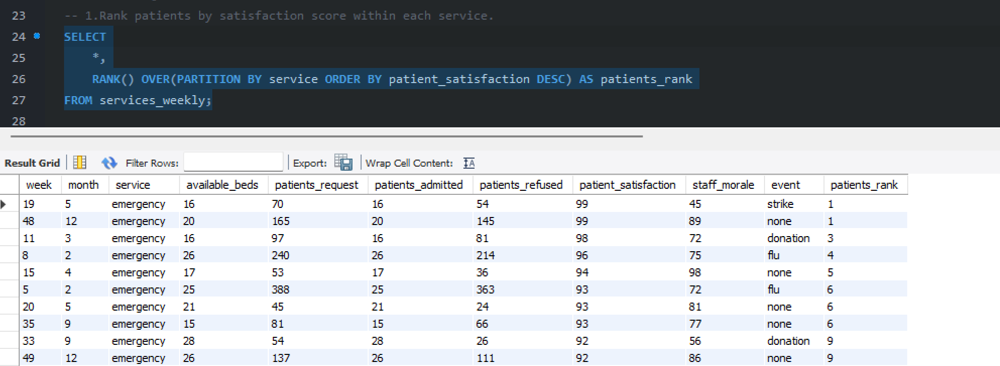 23 -- 1.Rank patients by satisfaction score within each service.
24 SELECT
25 *,
26 RANK() OVER(PARTITION BY service ORDER BY patient_satisfaction DESC) AS patients_rank
27 FROM services_weekly;
28
Result Grid Filter Rows: Export: Wrap Cell Content: IA
week month service available_beds patients_request patients_admitted patients_refused patient_satisfaction staff_morale event patients_rank
19 5 emergency 16 70 16 54 99 45 strike 1
48 12 emergency 20 165 20 145 99 89 none 1
11 3 emergency 16 97 16 81 98 72 donation 3
8 2 emergency 26 240 26 214 96 75 flu 4
15 4 emergency 17 53 17 36 94 98 none 5
5 2 emergency 25 388 25 363 93 72 flu 6
20 5 emergency 21 45 21 24 93 81 none 6
35 9 emergency 15 81 15 66 93 77 none 6
33 9 emergency 28 54 28 26 92 56 donation 9
49 12 emergency 26 137 26 111 92 86 none 9